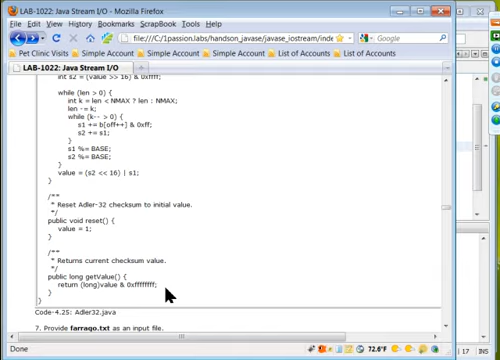 LAB-1022: Java Stream I/O - Mozilla Firefox
File Edit View History Bookmarks ScrapBook Tools Help
file:///C:/1passion.labs/handson_javase/javase_iostream/inde
Google
Pet Clinic Visits Simple Account Simple Account Simple Account List of Accounts List of Accounts
LAB-1022: Java Stream I/O
int s2 = (value >> 16) & 0xffff;
while (len > 0) {
int k = len < NMAX ? len : NMAX;
len -= k;
while (k-- > 0) {
s1 += b[off++] & 0xff;
s2 += s1;
}
s1 %= BASE;
s2 %= BASE;
}
value = (s2 << 16) | s1;
}
/**
* Reset Adler-32 checksum to initial value.
*/
public void reset() {
value = 1;
}
/**
* Returns current checksum value.
*/
public long getValue() {
return (long)value & 0xffffffff;
}
}
Code-4.25: Adler32.java
7. Provide farraqo.txt as an input file.
Done
72.6°F
17 INS